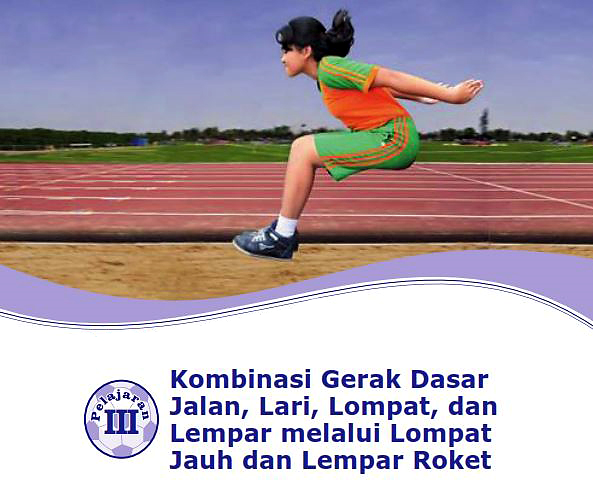 Pelajaran
III
Kombinasi Gerak Dasar
Jalan, Lari, Lompat, dan
Lempar melalui Lompat
Jauh dan Lempar Roket